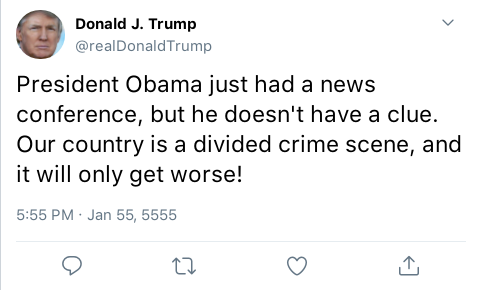 Donald J. Trump
@realDonaldTrump
President Obama just had a news
conference, but he doesn't have a clue.
Our country is a divided crime scene, and
it will only get worse!
5:55 PM · Jan 55, 5555